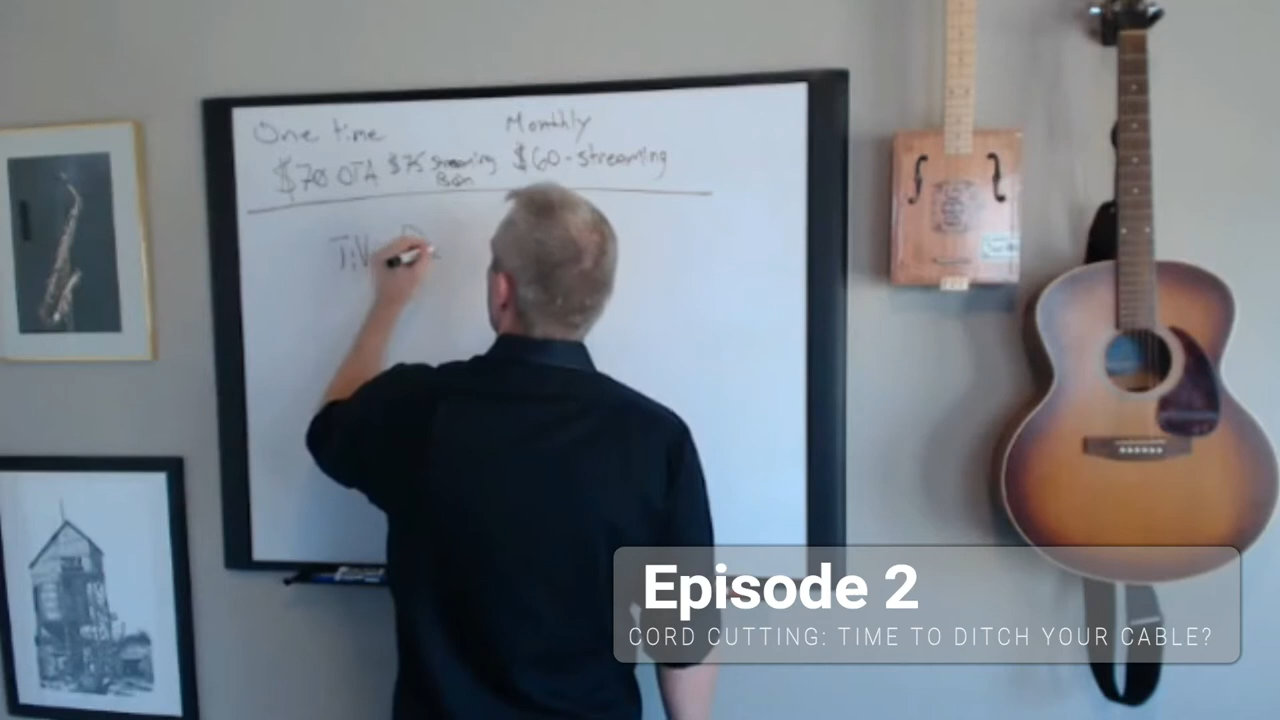 One time Monthly
$70 OTA $75 Streaming Box $60 - streaming
TiV
Episode 2
CORD CUTTING: TIME TO DITCH YOUR CABLE?